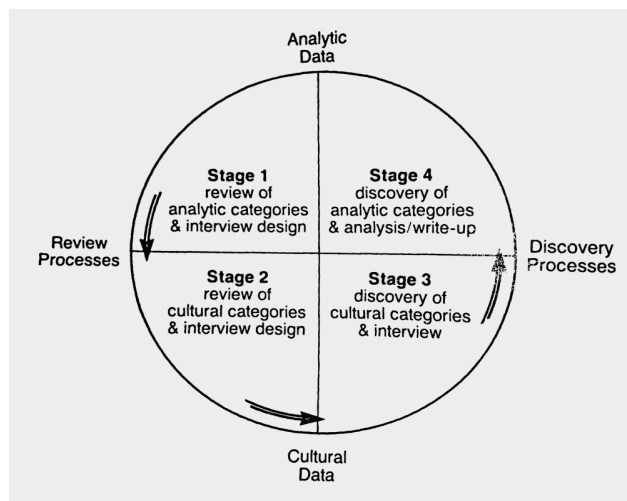 Analytic
Data
Stage 1
review of
analytic categories
& interview design
Stage 4
discovery of
analytic categories
& analysis/write-up
Review
Processes
Discovery
Processes
Stage 2
review of
cultural categories
& interview design
Stage 3
discovery of
cultural categories
& interview
Cultural
Data